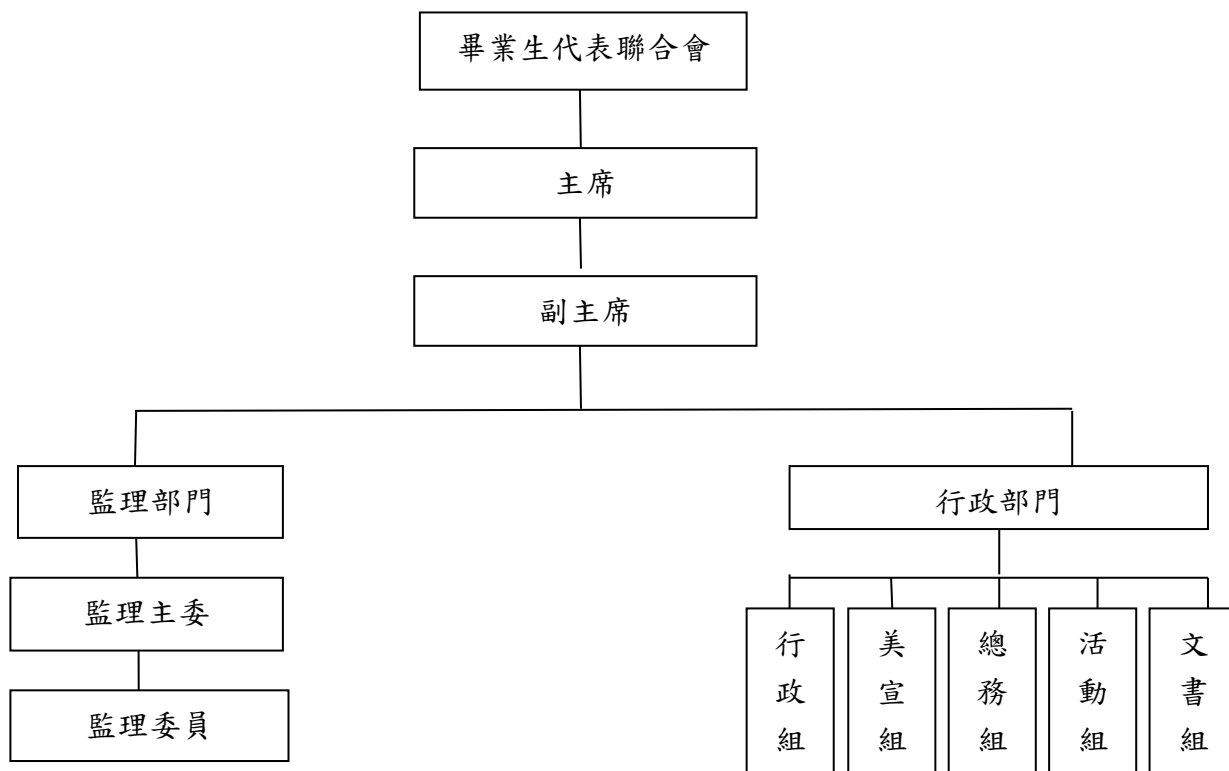 畢業生代表聯合會
主席
副主席
監理部門
行政部門
監理主委
監理委員
行政組
美宣組
總務組
活動組
文書組